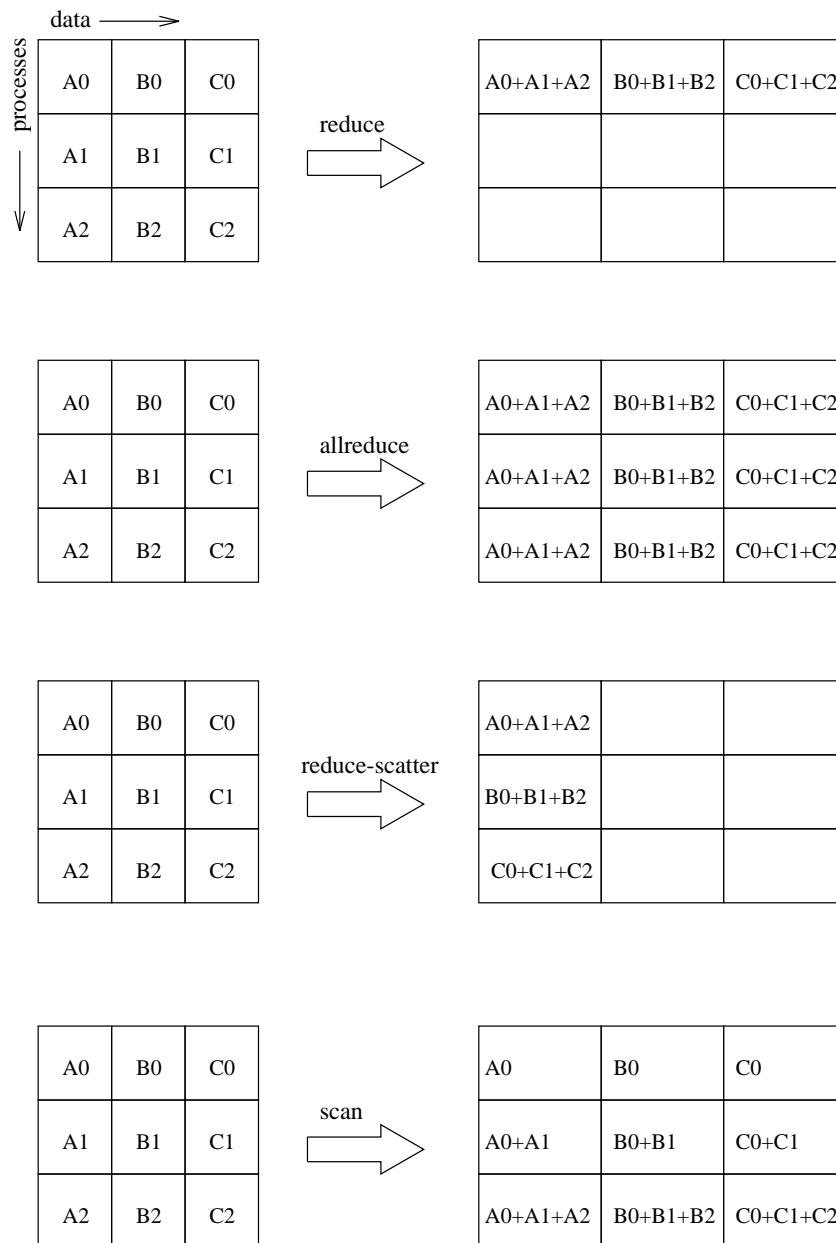 data
processes
A0 B0 C0
A1 B1 C1
A2 B2 C2
reduce
A0+A1+A2 B0+B1+B2 C0+C1+C2
A0 B0 C0
A1 B1 C1
A2 B2 C2
allreduce
A0+A1+A2 B0+B1+B2 C0+C1+C2
A0+A1+A2 B0+B1+B2 C0+C1+C2
A0+A1+A2 B0+B1+B2 C0+C1+C2
A0 B0 C0
A1 B1 C1
A2 B2 C2
reduce-scatter
A0+A1+A2
B0+B1+B2
C0+C1+C2
A0 B0 C0
A1 B1 C1
A2 B2 C2
scan
A0 B0 C0
A0+A1 B0+B1 C0+C1
A0+A1+A2 B0+B1+B2 C0+C1+C2